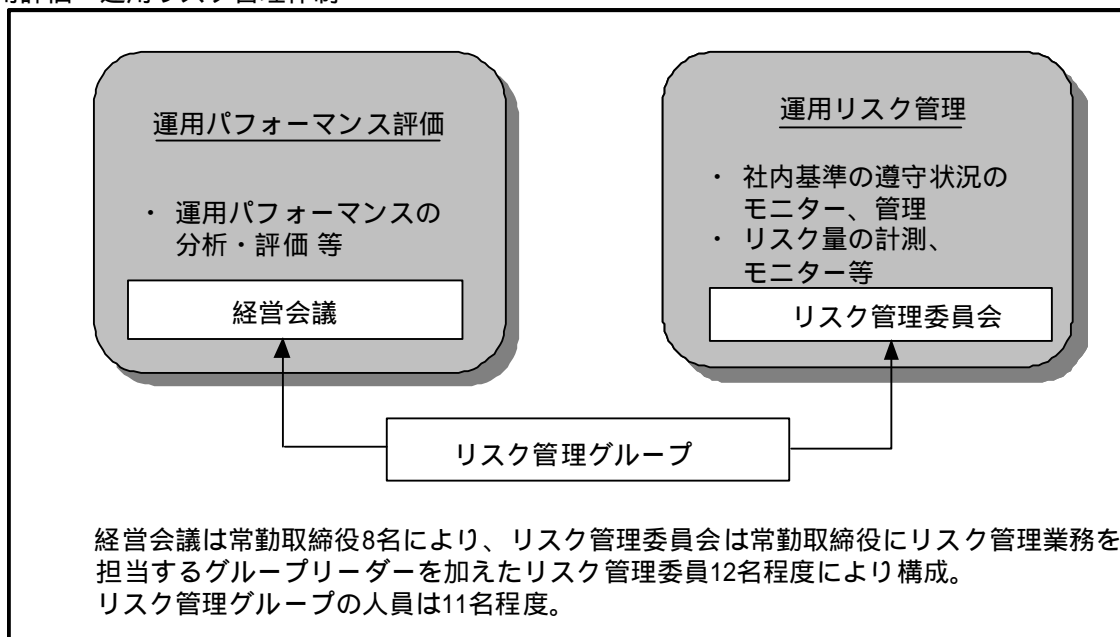 運用パフォーマンス評価
・ 運用パフォーマンスの
分析・評価 等
経営会議
運用リスク管理
・ 社内基準の遵守状況の
モニター、管理
・ リスク量の計測、
モニター等
リスク管理委員会
リスク管理グループ
経営会議は常勤取締役8名により、リスク管理委員会は常勤取締役にリスク管理業務を
担当するグループリーダーを加えたリスク管理委員12名程度により構成。
リスク管理グループの人員は11名程度。